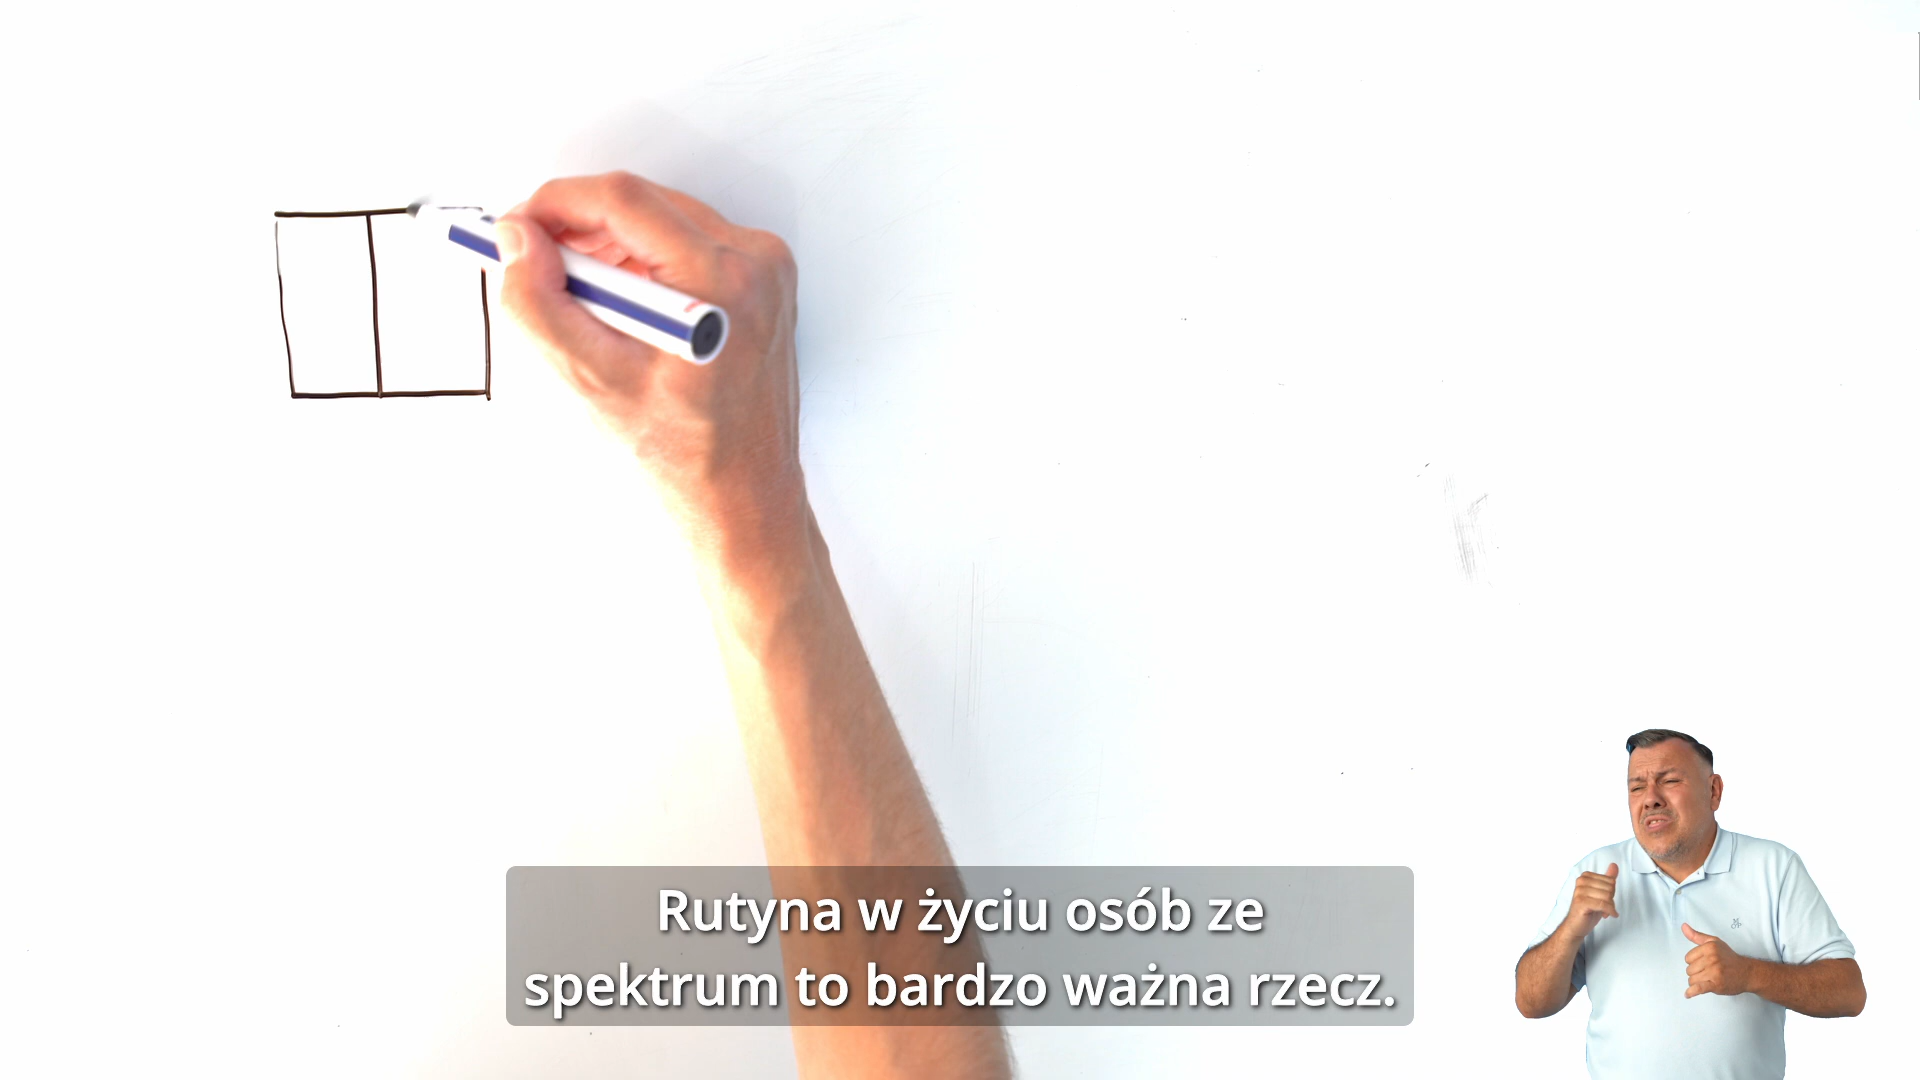 Rutyna w życiu osób ze
spektrum to bardzo ważna rzecz.